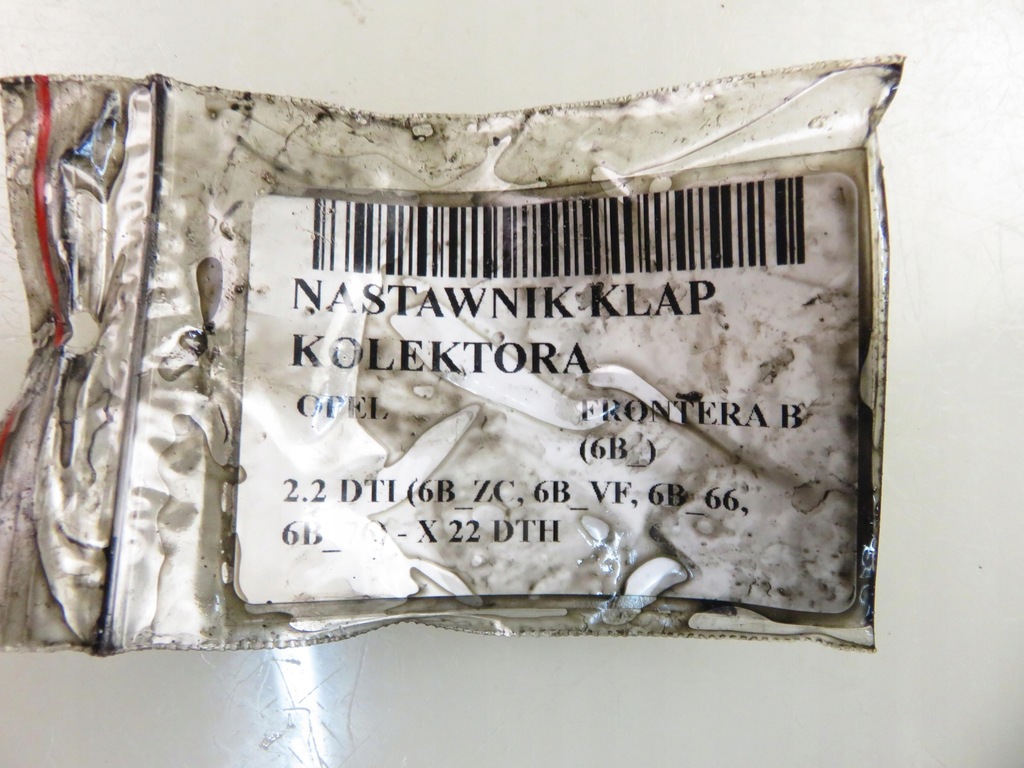 NASTAWNIK KLAP
KOLEKTORA
OPEL FRONTERA B
(6B_)
2.2 DTI (6B_ZC, 6B_VF, 6B_66,
- X 22 DTH